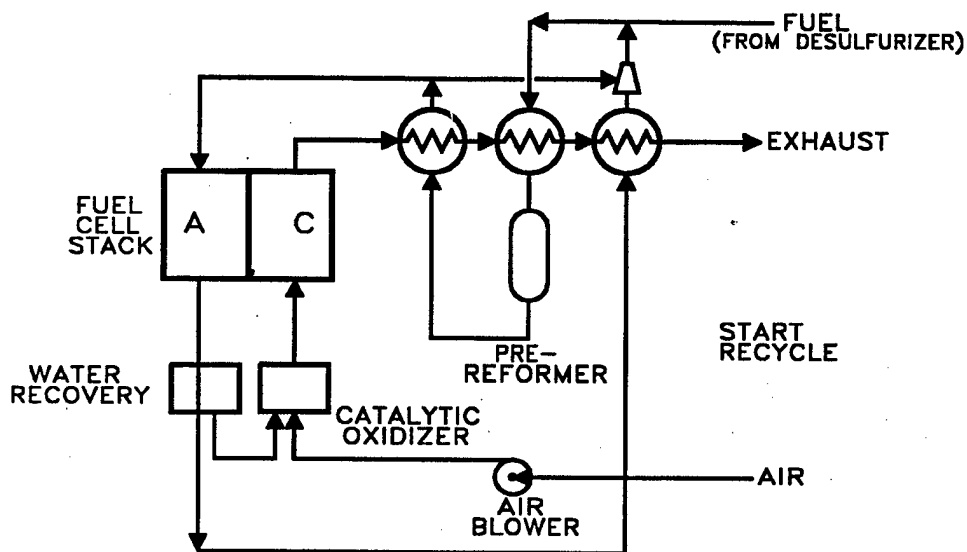 FUEL
(FROM DESULFURIZER)
EXHAUST
FUEL
CELL
STACK
A
C
START
RECYCLE
PRE-
REFORMER
WATER
RECOVERY
CATALYTIC
OXIDIZER
AIR
AIR
BLOWER